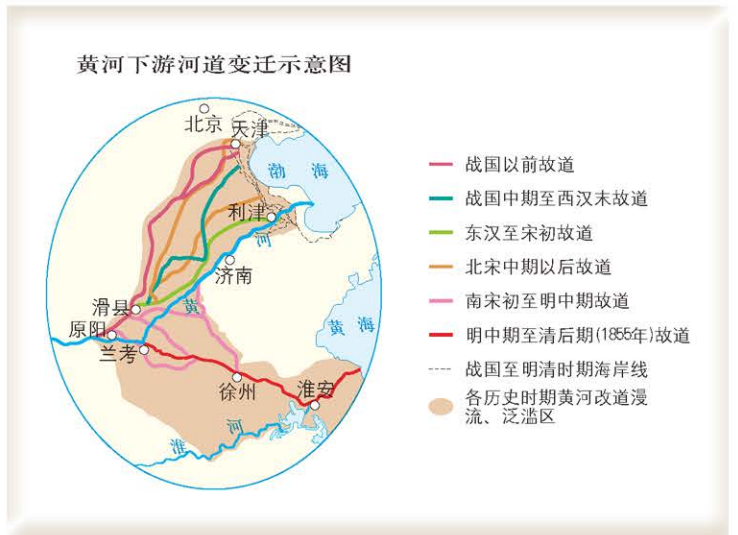 黄河下游河道变迁示意图
北京
天津
渤海
利津
河
济南
滑县
黄
原阳
兰考
黄海
徐州
淮安
淮河
战国以前故道
战国中期至西汉末故道
东汉至宋初故道
北宋中期以后故道
南宋初至明中期故道
明中期至清后期(1855年)故道
战国至明清时期海岸线
各历史时期黄河改道漫
流、泛滥区